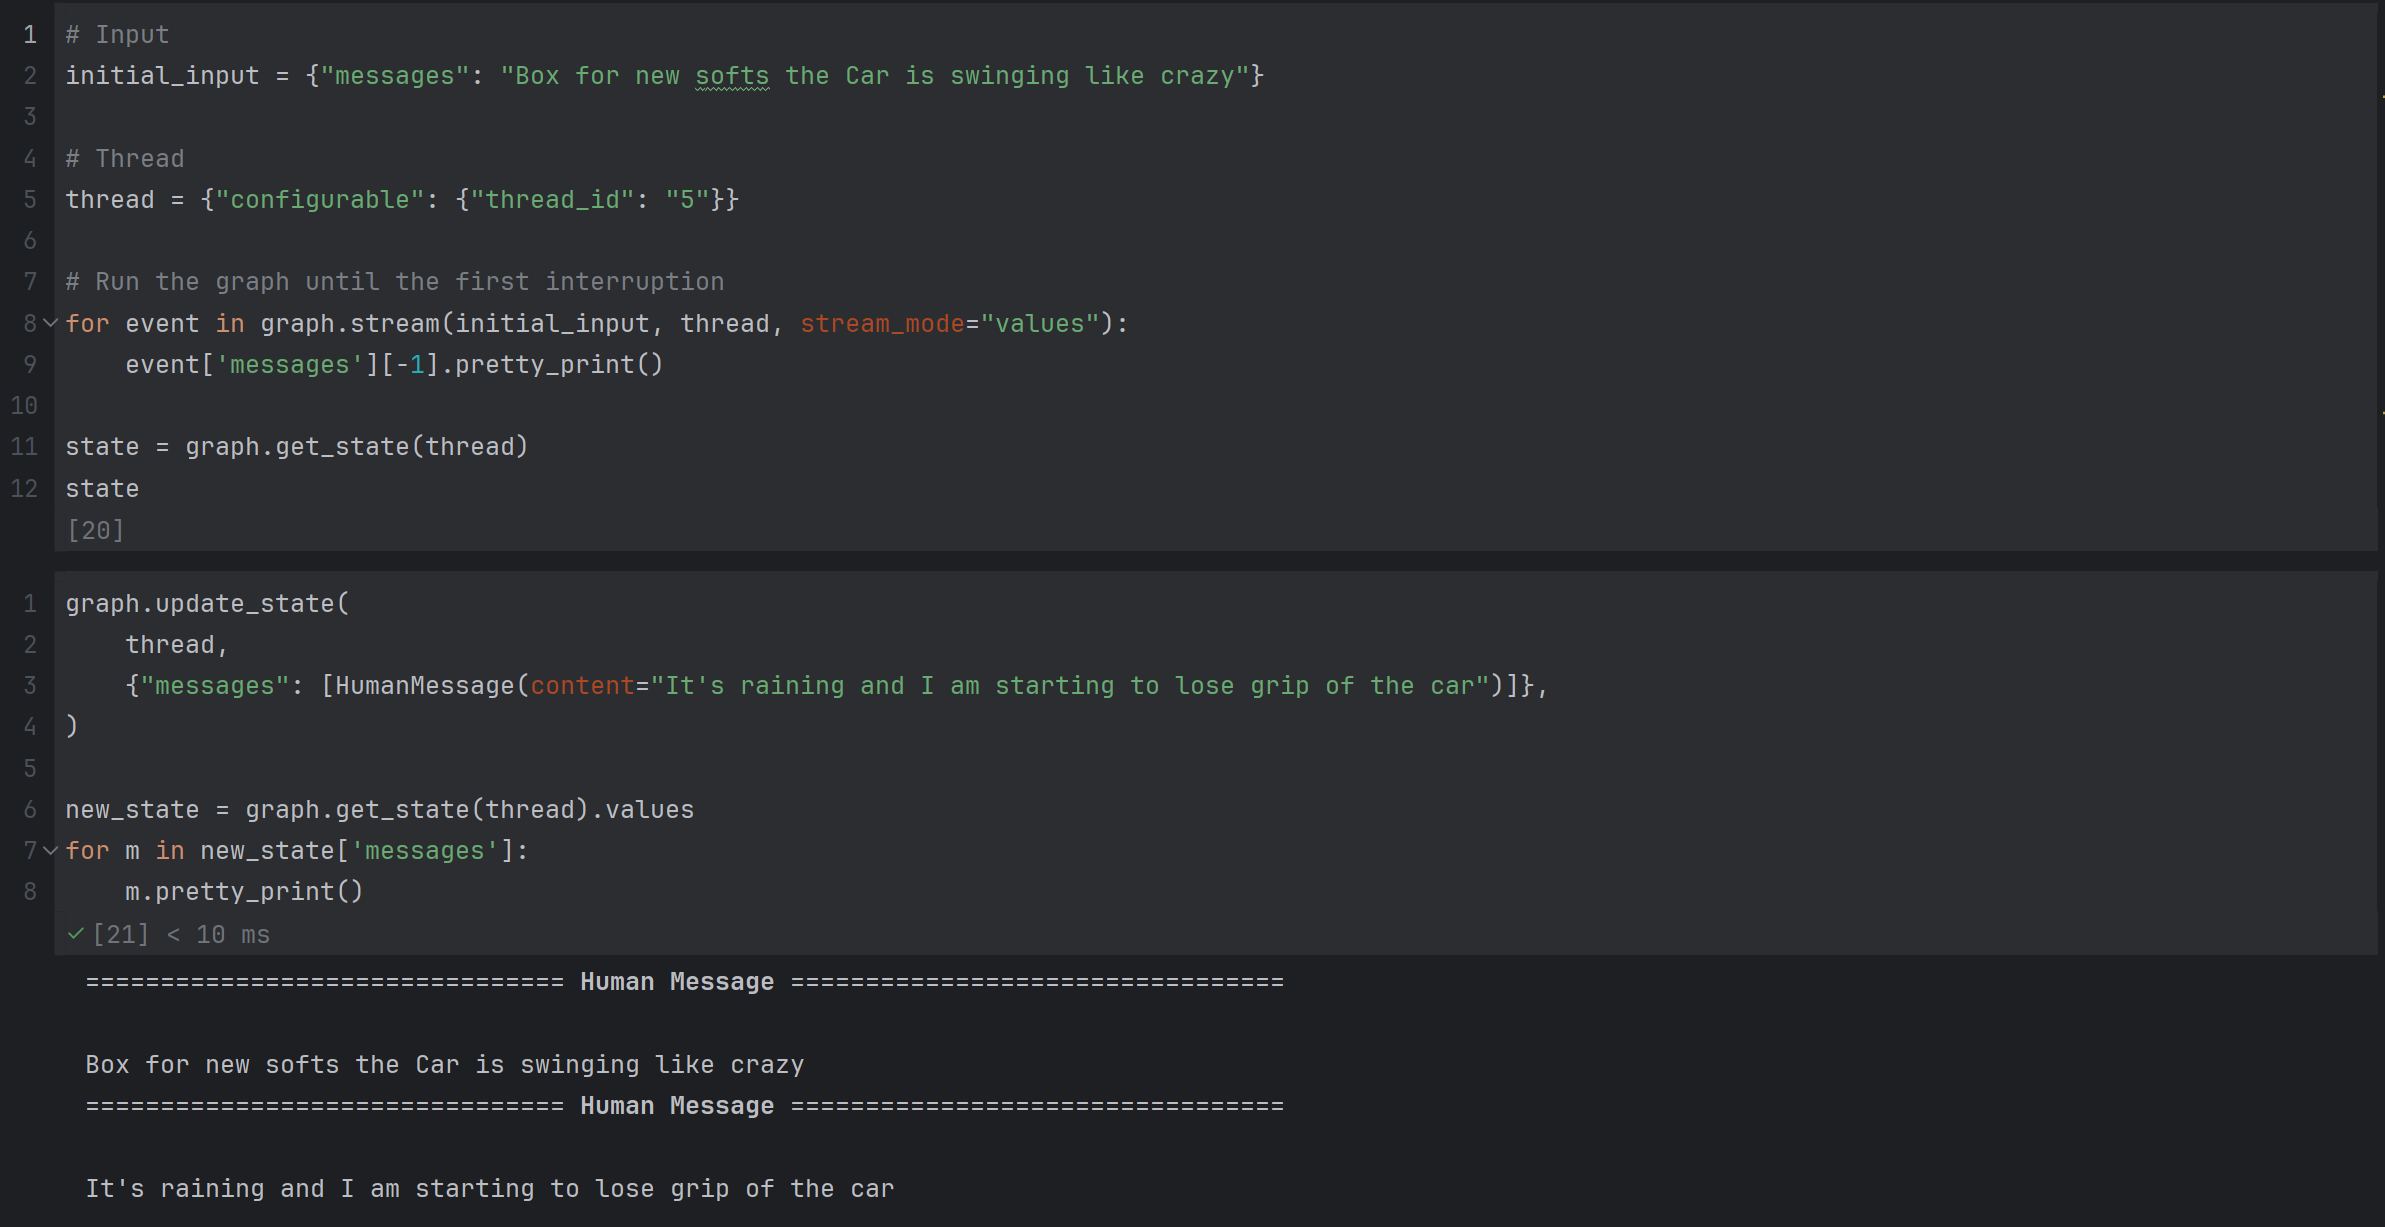 1 # Input
2 initial_input = {"messages": "Box for new softs the Car is swinging like crazy"}
3
4 # Thread
5 thread = {"configurable": {"thread_id": "5"}}
6
7 # Run the graph until the first interruption
8 for event in graph.stream(initial_input, thread, stream_mode="values"):
9     event['messages'][-1].pretty_print()
10
11 state = graph.get_state(thread)
12 state
[20]
1 graph.update_state(
2     thread,
3     {"messages": [HumanMessage(content="It's raining and I am starting to lose grip of the car")]},
4 )
5
6 new_state = graph.get_state(thread).values
7 for m in new_state['messages']:
8     m.pretty_print()
✓ [21] < 10 ms
================================ Human Message =================================
Box for new softs the Car is swinging like crazy
================================ Human Message =================================
It's raining and I am starting to lose grip of the car